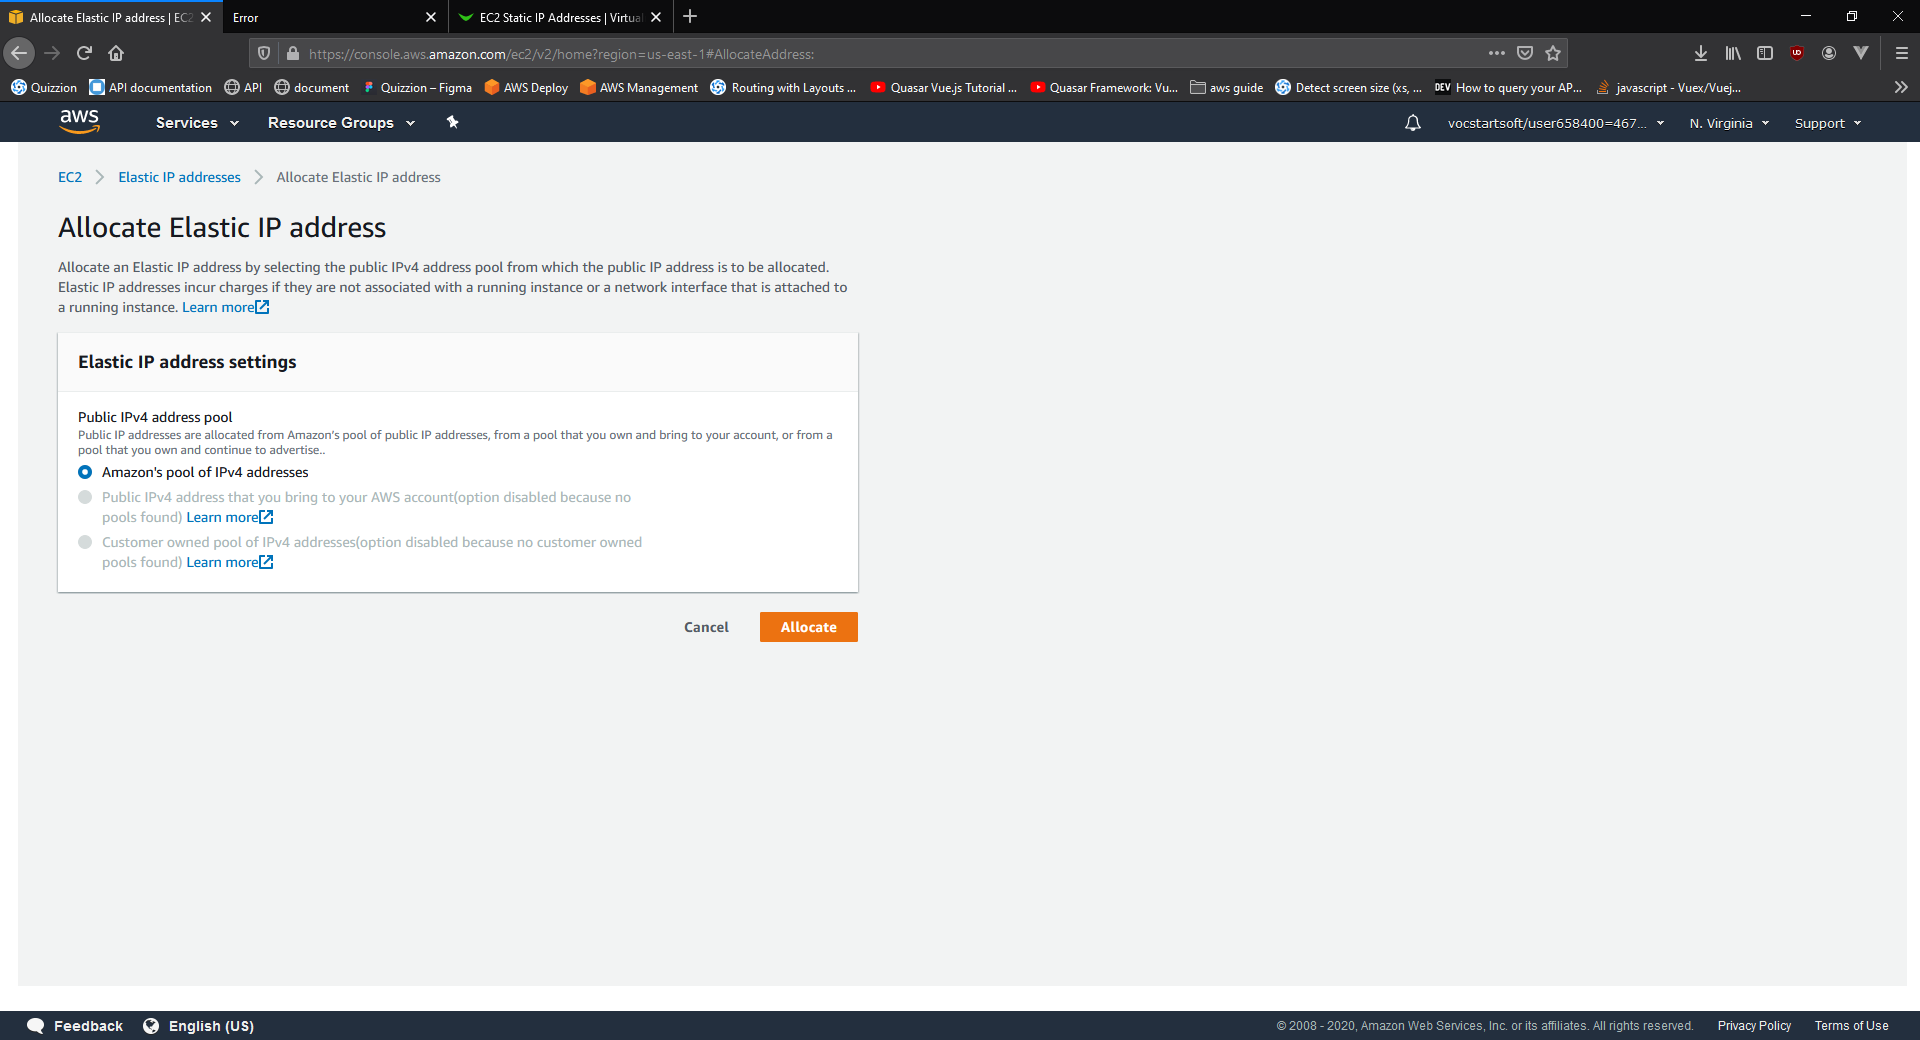 Allocate Elastic IP address | EC2
Error
EC2 Static IP Addresses | Virtual
https://console.aws.amazon.com/ec2/v2/home?region=us-east-1#AllocateAddress:
Quizzion
API documentation
API
document
Quizzion – Figma
AWS Deploy
AWS Management
Routing with Layouts ...
Quasar Vue.js Tutorial ...
Quasar Framework: Vu...
aws guide
Detect screen size (xs, ...
DEV
How to query your AP...
javascript - Vuex/Vuej...
aws
Services
Resource Groups
vocstartsoft/user658400=467...
N. Virginia
Support
EC2
Elastic IP addresses
Allocate Elastic IP address
Allocate Elastic IP address
Allocate an Elastic IP address by selecting the public IPv4 address pool from which the public IP address is to be allocated.
Elastic IP addresses incur charges if they are not associated with a running instance or a network interface that is attached to
a running instance. Learn more
Elastic IP address settings
Public IPv4 address pool
Public IP addresses are allocated from Amazon's pool of public IP addresses, from a pool that you own and bring to your account, or from a
pool that you own and continue to advertise..
Amazon's pool of IPv4 addresses
Public IPv4 address that you bring to your AWS account(option disabled because no
pools found) Learn more
Customer owned pool of IPv4 addresses(option disabled because no customer owned
pools found) Learn more
Cancel
Allocate
Feedback
English (US)
© 2008 - 2020, Amazon Web Services, Inc. or its affiliates. All rights reserved.
Privacy Policy
Terms of Use